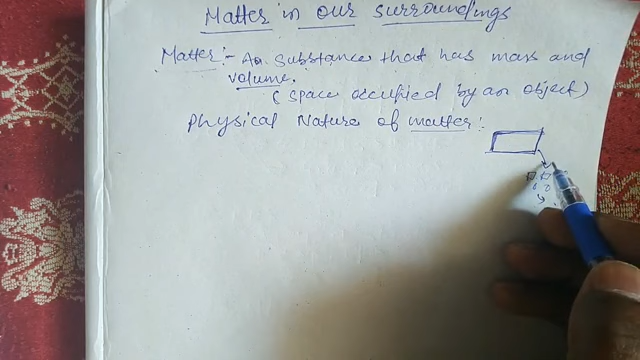 Matter in our surroundings
Matter:- An Substance that has mass and
volume.
( space occupied by an object)
Physical Nature of matter: